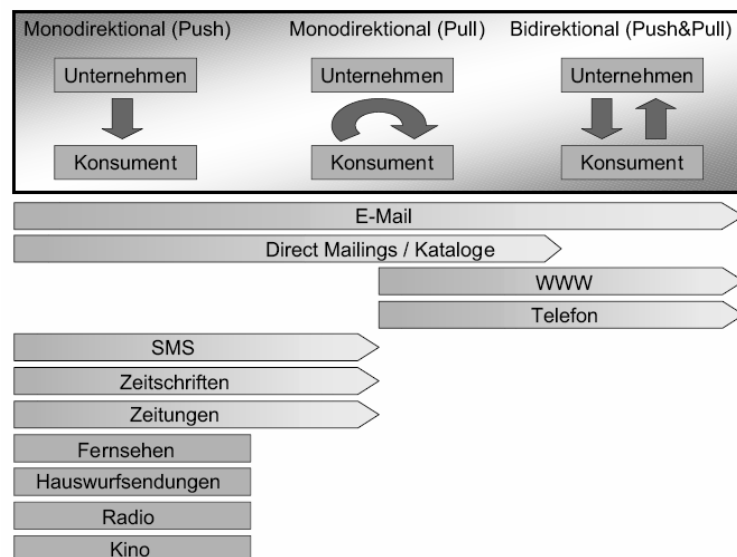 Monodirektional (Push) Monodirektional (Pull) Bidirektional (Push&Pull)
Unternehmen Unternehmen Unternehmen
Konsument Konsument Konsument
E-Mail
Direct Mailings / Kataloge
WWW
Telefon
SMS
Zeitschriften
Zeitungen
Fernsehen
Hauswurfsendungen
Radio
Kino